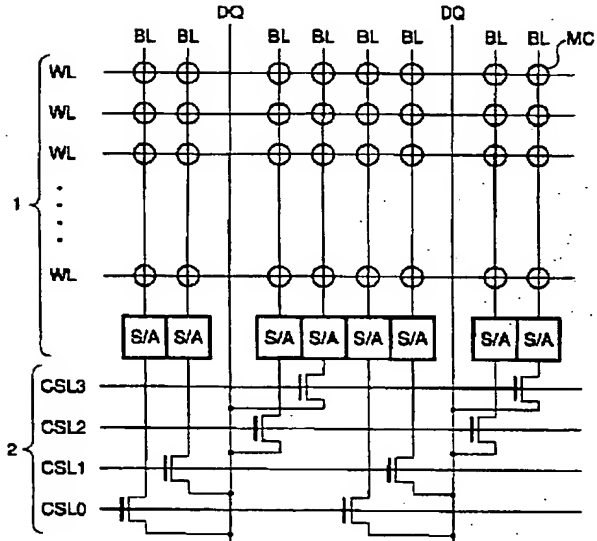 DQ DQ
BL BL BL BL BL BL BL BL MC
WL
WL
WL
1
WL
S/A S/A S/A S/A S/A S/A S/A S/A
CSL3
CSL2
2
CSL1
CSL0